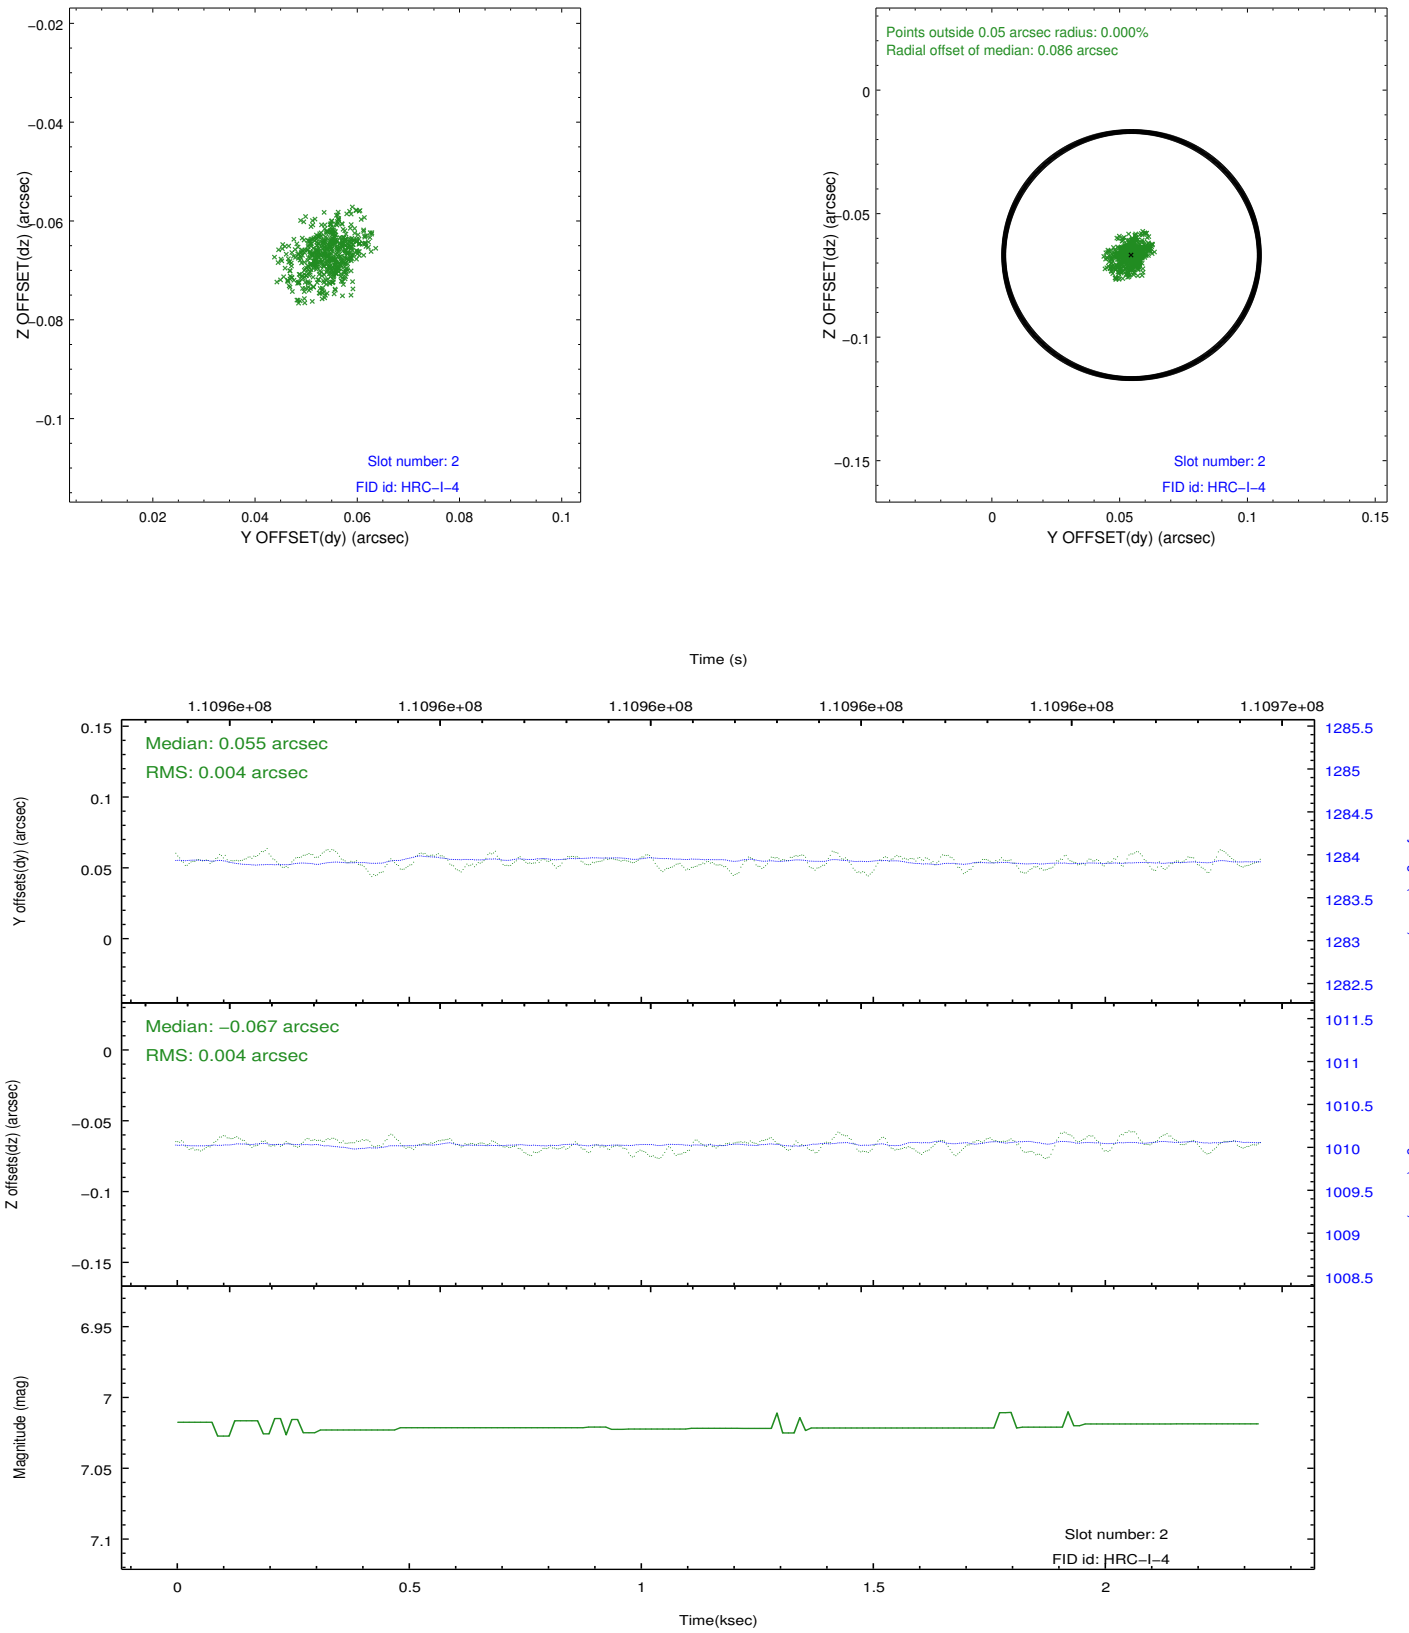 −0.02
−0.04
−0.06
−0.08
−0.1
Z OFFSET(dz) (arcsec)
Slot number: 2
FID id: HRC−I−4
0.02 0.04 0.06 0.08 0.1
Y OFFSET(dy) (arcsec)
Points outside 0.05 arcsec radius: 0.000%
Radial offset of median: 0.086 arcsec
0
−0.05
−0.1
−0.15
Z OFFSET(dz) (arcsec)
Slot number: 2
FID id: HRC−I−4
0 0.05 0.1 0.15
Y OFFSET(dy) (arcsec)
Time (s)
1.1096e+08 1.1096e+08 1.1096e+08 1.1096e+08 1.1096e+08 1.1097e+08
Median: 0.055 arcsec
RMS: 0.004 arcsec
0.15
0.1
0.05
0
Y offsets(dy) (arcsec)
1285.5
1285
1284.5
1284
1283.5
1283
1282.5
Median: −0.067 arcsec
RMS: 0.004 arcsec
0
−0.05
−0.1
−0.15
Z offsets(dz) (arcsec)
1011.5
1011
1010.5
1010
1009.5
1009
1008.5
6.95
7
7.05
7.1
Magnitude (mag)
Slot number: 2
FID id: HRC−I−4
0 0.5 1 1.5 2
Time(ksec)